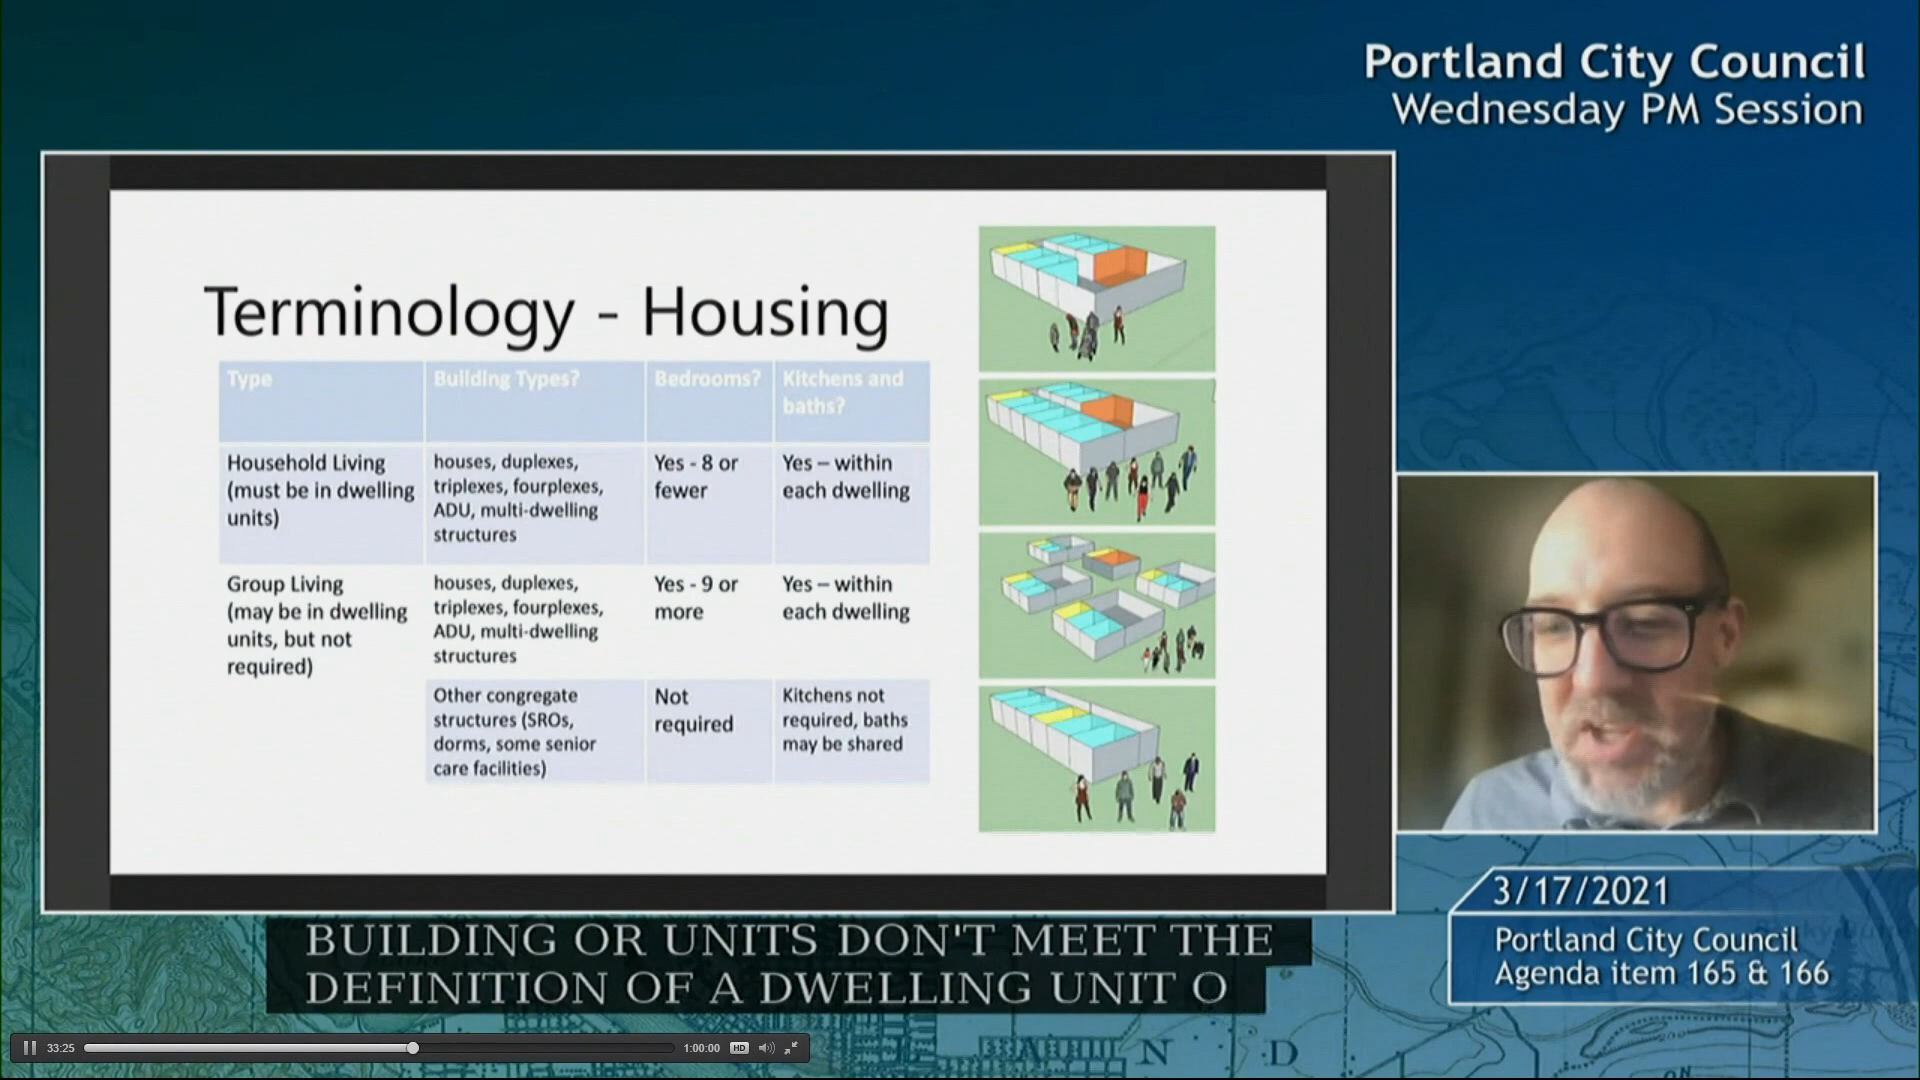 Portland City Council
Wednesday PM Session
Terminology - Housing
Type
Building Types?
Bedrooms?
Kitchens and
baths?
Household Living
(must be in dwelling
units)
houses, duplexes,
triplexes, fourplexes,
ADU, multi-dwelling
structures
Yes - 8 or
fewer
Yes – within
each dwelling
Group Living
(may be in dwelling
units, but not
required)
houses, duplexes,
triplexes, fourplexes,
ADU, multi-dwelling
structures
Yes - 9 or
more
Yes – within
each dwelling
Other congregate
structures (SROs,
dorms, some senior
care facilities)
Not
required
Kitchens not
required, baths
may be shared
3/17/2021
Portland City Council
Agenda item 165 & 166
BUILDING OR UNITS DON'T MEET THE
DEFINITION OF A DWELLING UNIT O
33:25
1:00:00
HD
N D